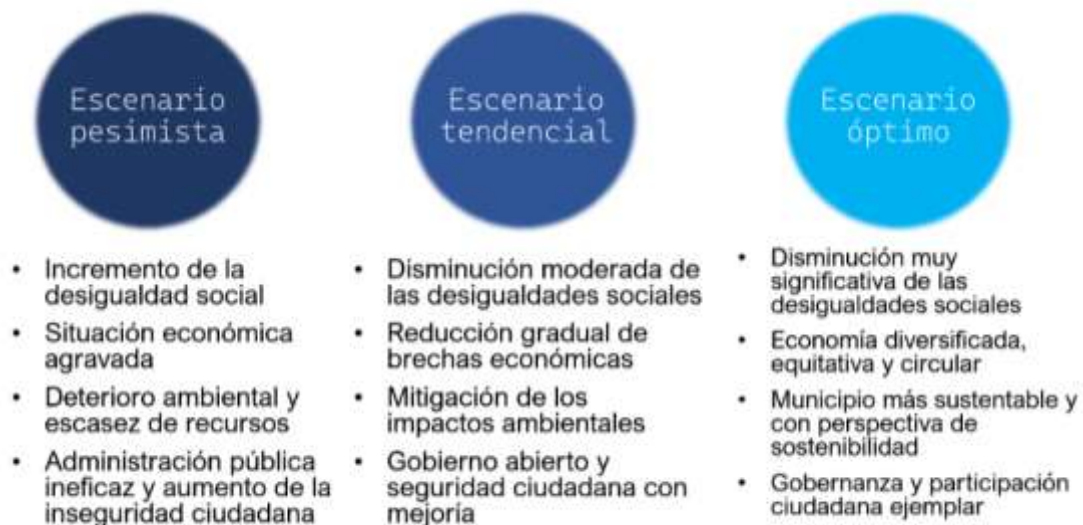 Escenario
pesimista
• Incremento de la
desigualdad social
• Situación económica
agravada
• Deterioro ambiental y
escasez de recursos
• Administración pública
ineficaz y aumento de la
inseguridad ciudadana
Escenario
tendencial
• Disminución moderada de
las desigualdades sociales
• Reducción gradual de
brechas económicas
• Mitigación de los
impactos ambientales
• Gobierno abierto y
seguridad ciudadana con
mejoría
Escenario
óptimo
• Disminución muy
significativa de las
desigualdades sociales
• Economía diversificada,
equitativa y circular
• Municipio más sustentable y
con perspectiva de
sostenibilidad
• Gobernanza y participación
ciudadana ejemplar